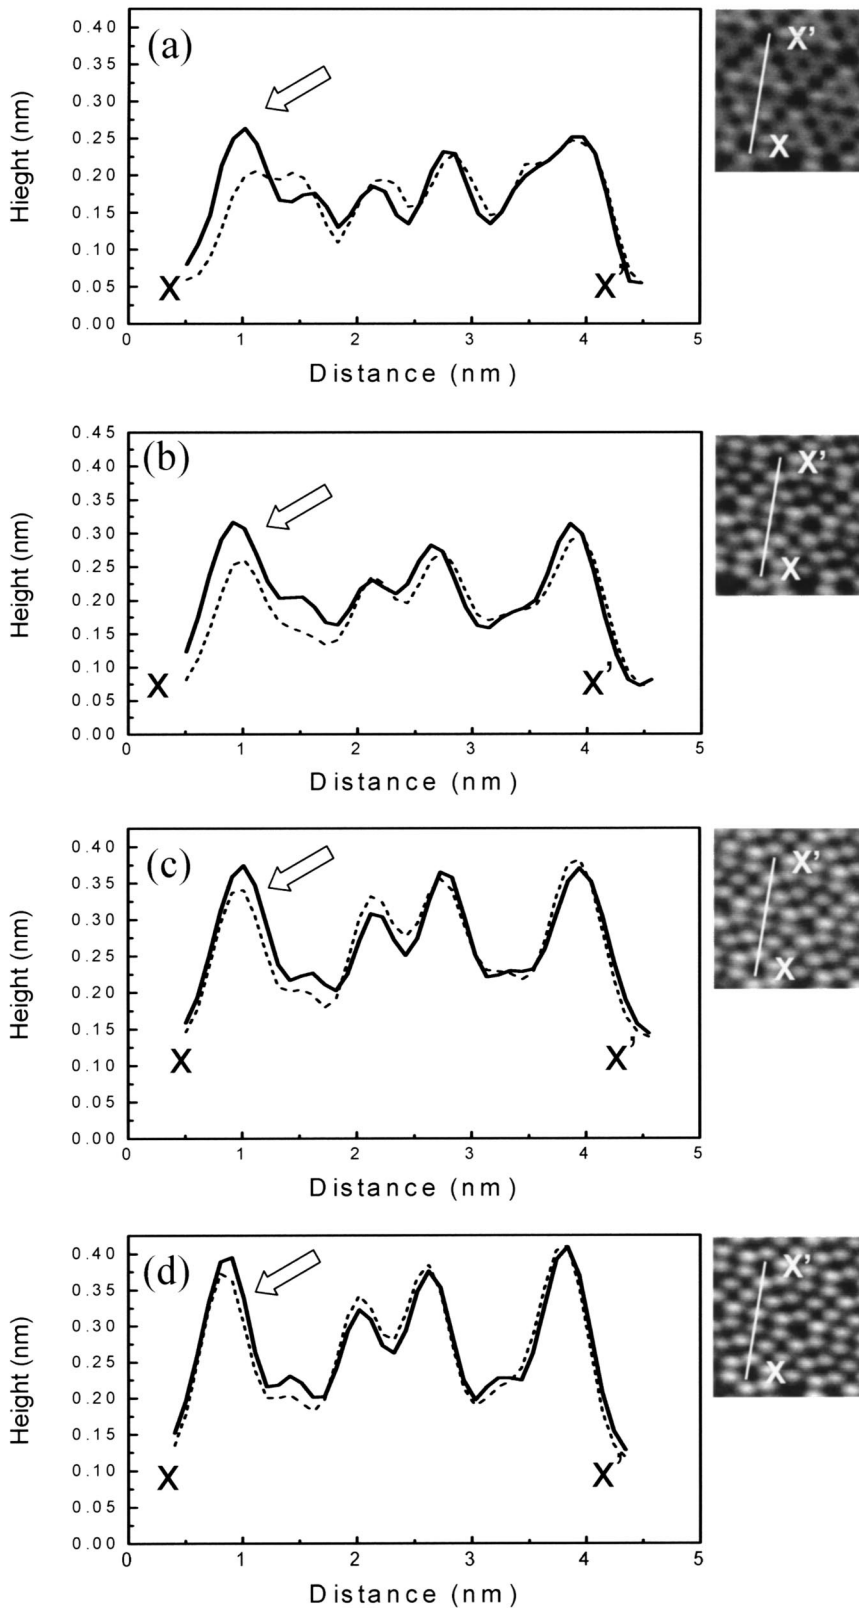 (a)
0.40
0.35
0.30
0.25
0.20
0.15
0.10
0.05
0.00
Hieght (nm)
X X’
0 1 2 3 4 5
Distance (nm)
X’
X
(b)
0.45
0.40
0.35
0.30
0.25
0.20
0.15
0.10
0.05
0.00
Height (nm)
X X’
0 1 2 3 4 5
Distance (nm)
X’
X
(c)
0.40
0.35
0.30
0.25
0.20
0.15
0.10
0.05
0.00
Height (nm)
X X’
0 1 2 3 4 5
Distance (nm)
X’
X
(d)
0.40
0.35
0.30
0.25
0.20
0.15
0.10
0.05
0.00
Height (nm)
X X’
0 1 2 3 4 5
Distance (nm)
X’
X